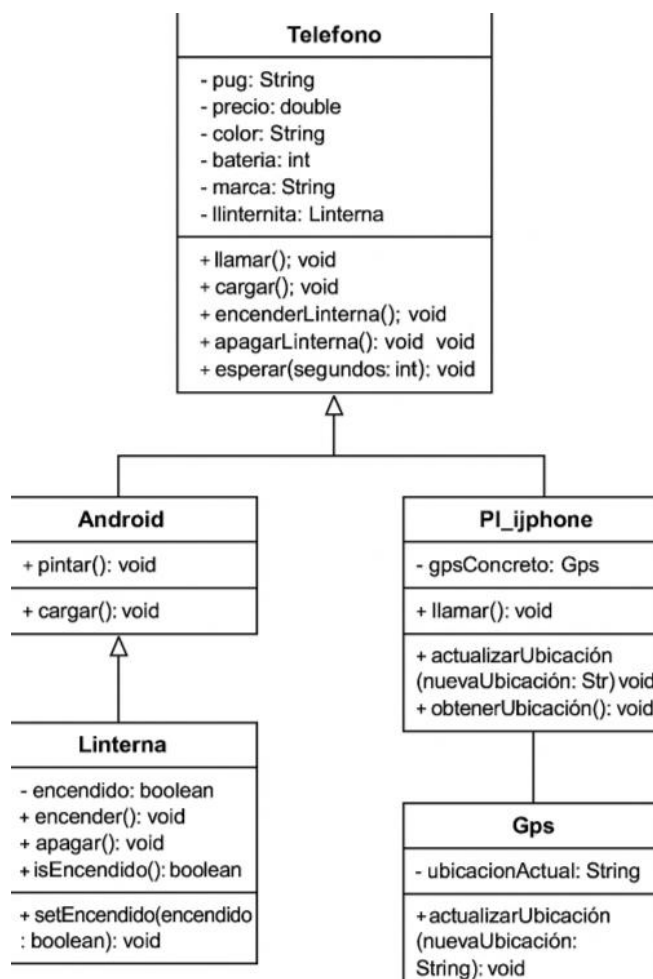 Telefono
- pug: String
- precio: double
- color: String
- bateria: int
- marca: String
- llinternita: Linterna
+ llamar(); void
+ cargar(); void
+ encenderLinterna(); void
+ apagarLinterna(): void void
+ esperar(segundos: int): void
Android
+ pintar(): void
+ cargar(): void
Linterna
- encendido: boolean
+ encender(): void
+ apagar(): void
+ isEncendido(): boolean
+ setEncendido(encendido
: boolean): void
Pl_ijphone
- gpsConcreto: Gps
+ llamar(): void
+ actualizarUbicación
(nuevaUbicación: Str) void
+ obtenerUbicación(): void
Gps
- ubicacionActual: String
+ actualizarUbicación
(nuevaUbicación:
String): void